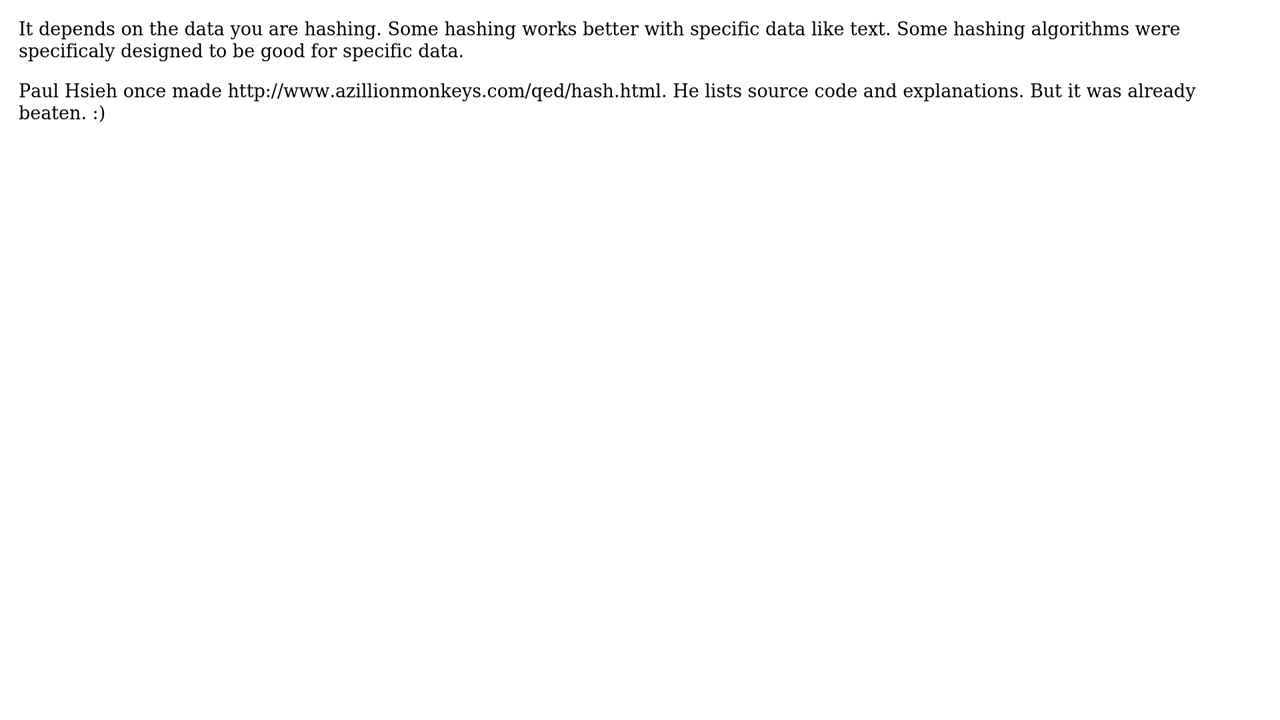 It depends on the data you are hashing. Some hashing works better with specific data like text. Some hashing algorithms were
specificaly designed to be good for specific data.
Paul Hsieh once made http://www.azillionmonkeys.com/qed/hash.html. He lists source code and explanations. But it was already
beaten. :)